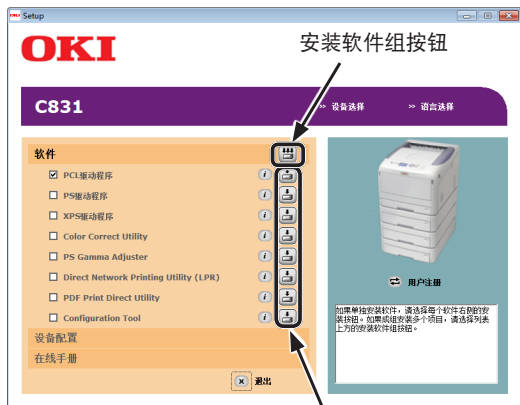 Setup
OKI
安装软件组按钮
C831
>> 设备选择
>> 语言选择
软件
PCL驱动程序
PS驱动程序
XPS驱动程序
Color Correct Utility
PS Gamma Adjuster
Direct Network Printing Utility (LPR)
PDF Print Direct Utility
Configuration Tool
设备配置
在线手册
退出
用户注册
如果单独安装软件，请选择每个软件右侧的安
装按钮。如果成组安装多个项目，请选择列表
上方的安装软件组按钮。